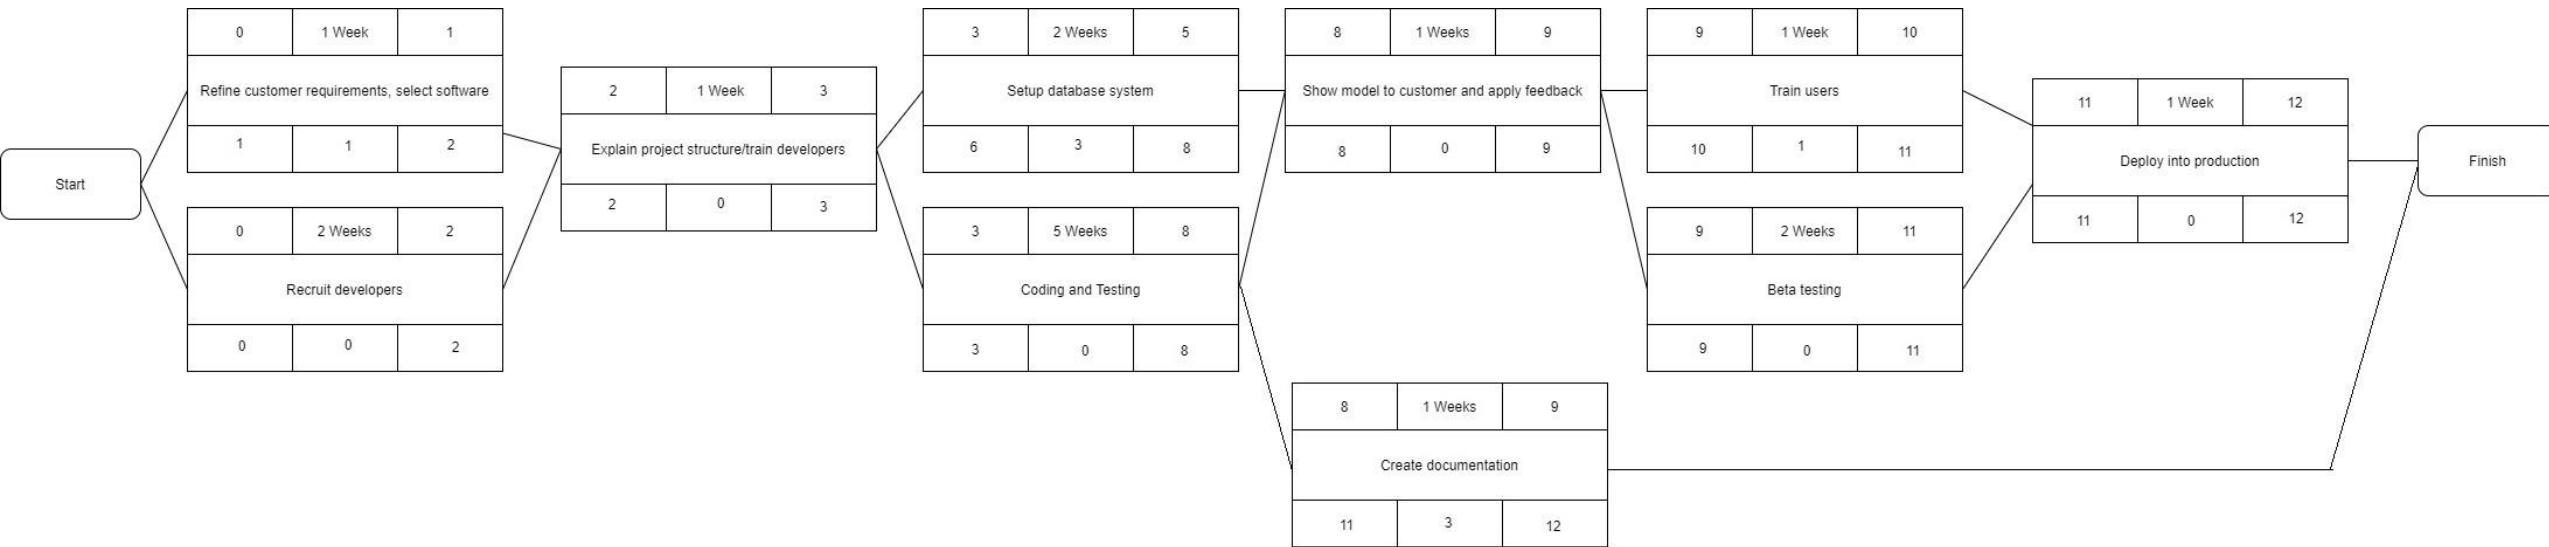 Start
0 1 Week 1
Refine customer requirements, select software
1 1 2
0 2 Weeks 2
Recruit developers
0 0 2
2 1 Week 3
Explain project structure/train developers
2 0 3
3 2 Weeks 5
Setup database system
6 3 8
3 5 Weeks 8
Coding and Testing
3 0 8
8 1 Weeks 9
Show model to customer and apply feedback
8 0 9
8 1 Weeks 9
Create documentation
11 3 12
9 1 Week 10
Train users
10 1 11
9 2 Weeks 11
Beta testing
9 0 11
11 1 Week 12
Deploy into production
11 0 12
Finish